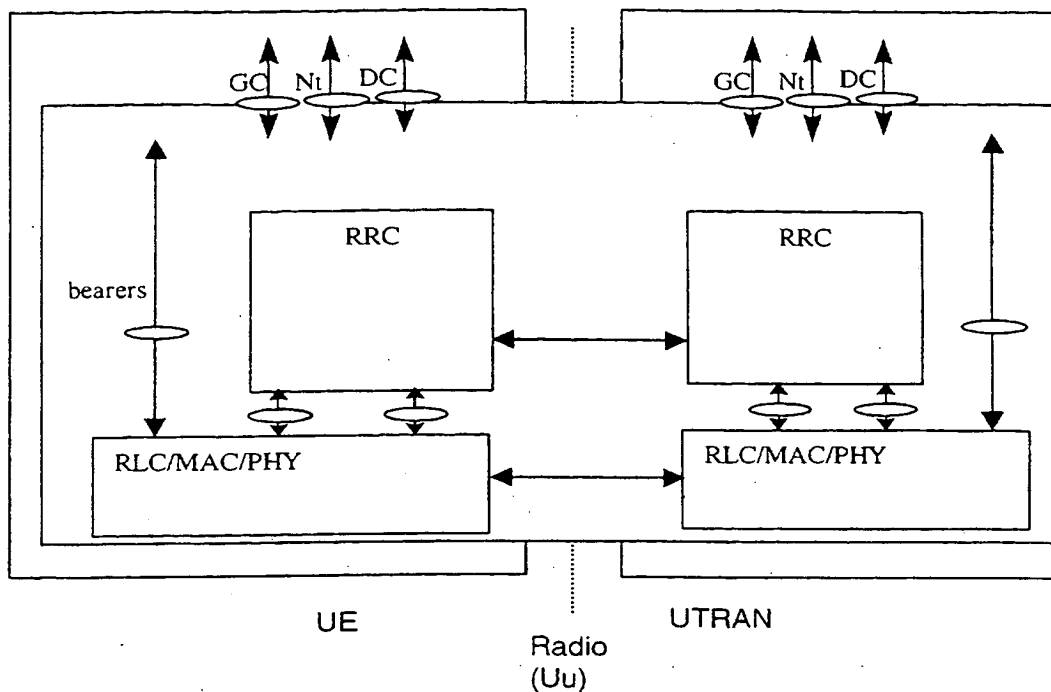 GC Nt DC
GC Nt DC
RRC
RRC
bearers
RLC/MAC/PHY
RLC/MAC/PHY
UE
UTRAN
Radio
(Uu)